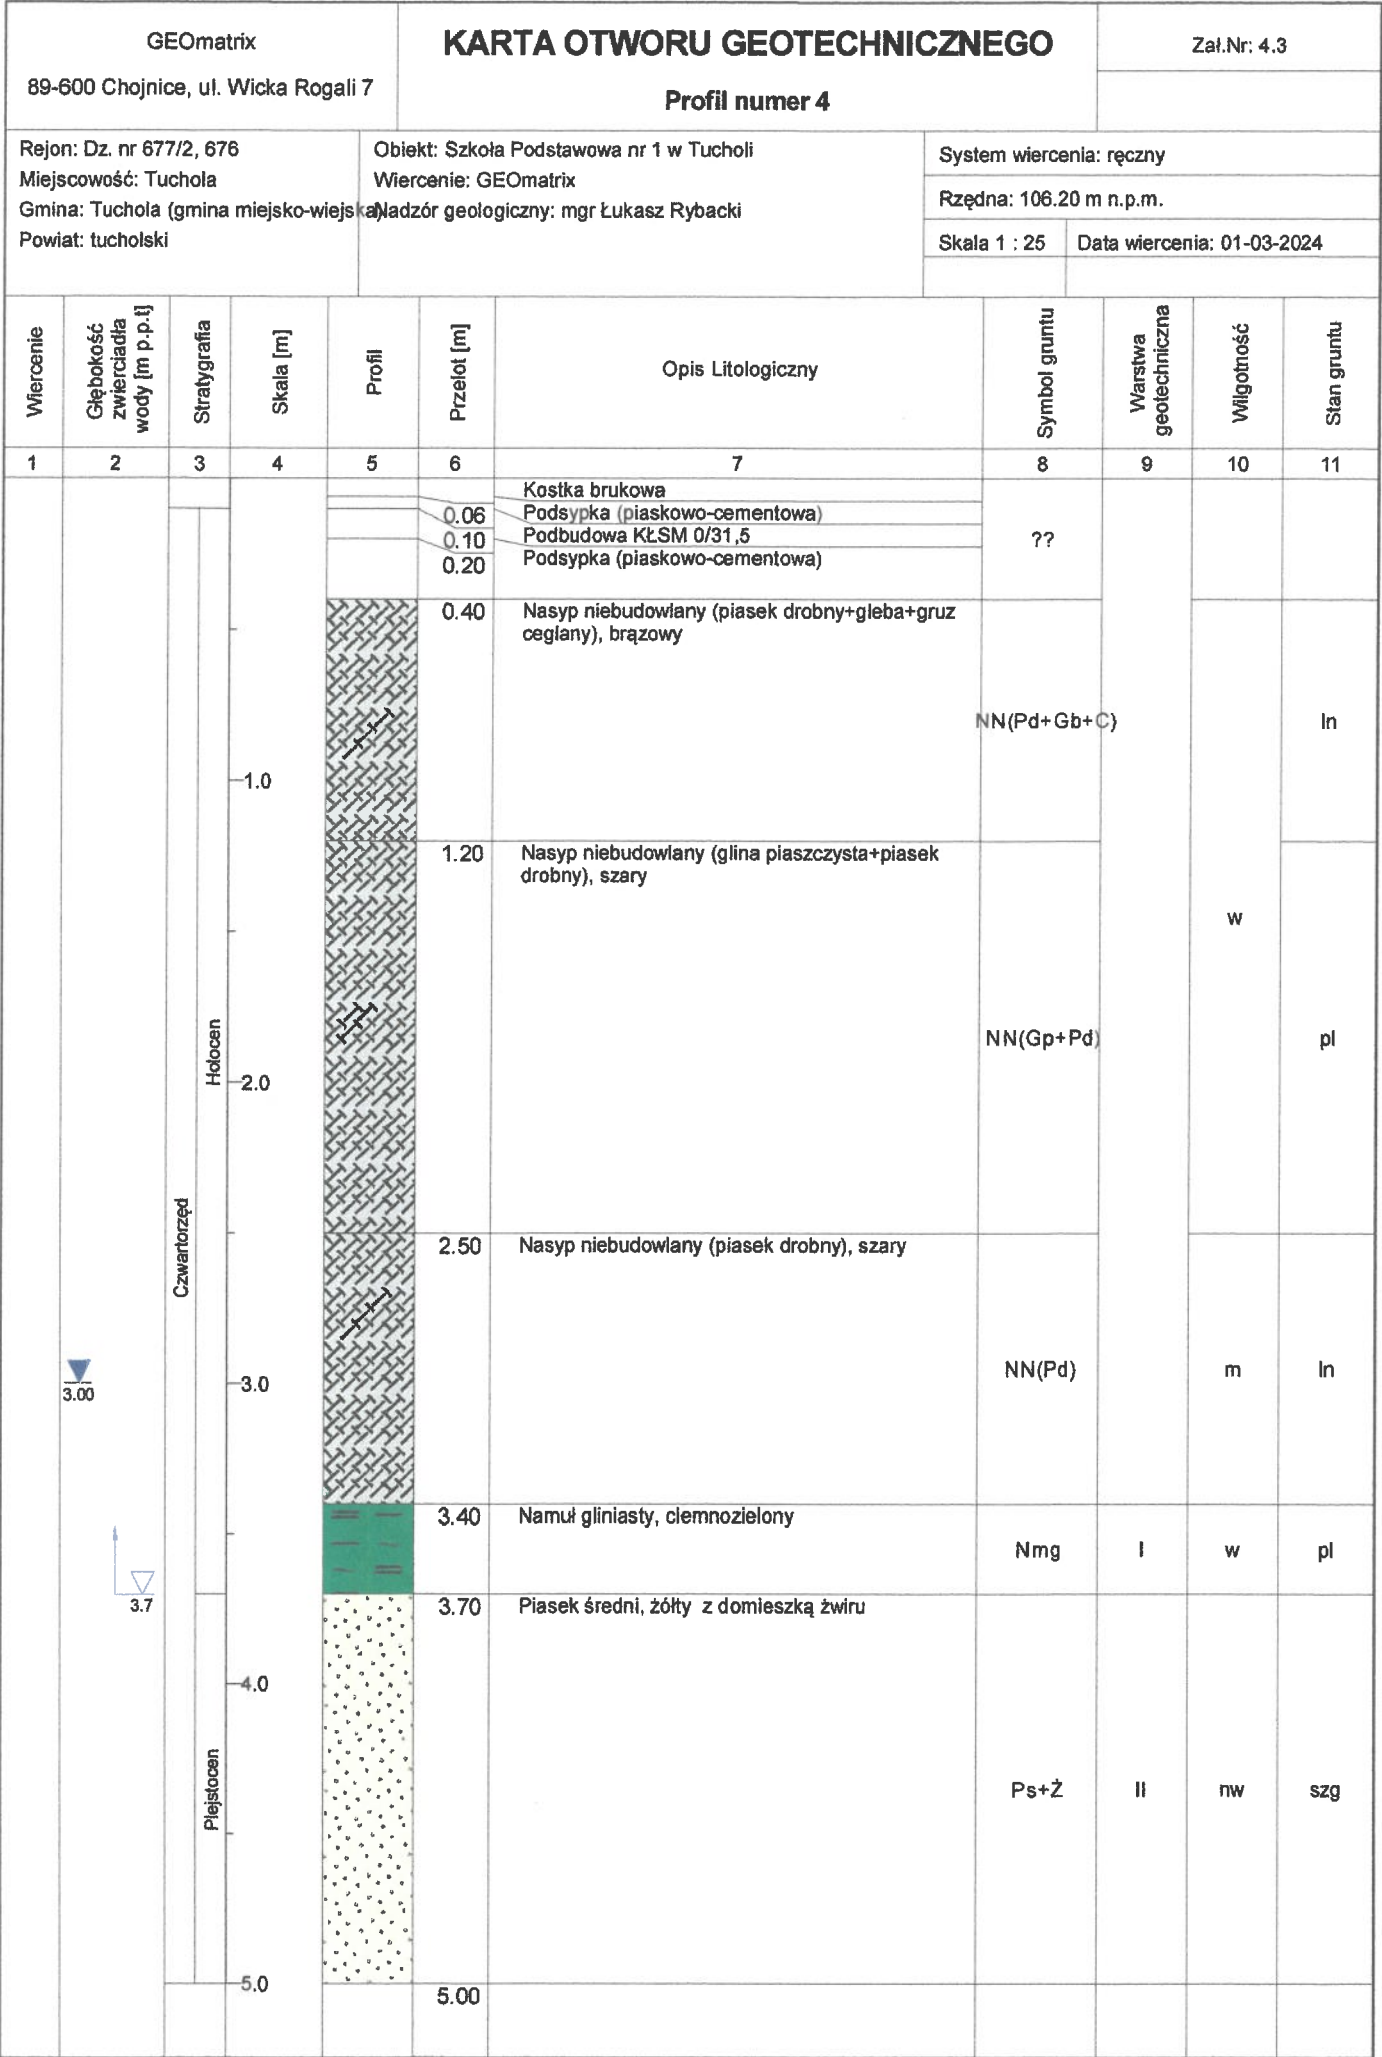 GEOmatrix
89-600 Chojnice, ul. Wicka Rogali 7
KARTA OTWORU GEOTECHNICZNEGO
Profil numer 4
Zał.Nr: 4.3
Rejon: Dz. nr 677/2, 676
Miejscowość: Tuchola
Gmina: Tuchola (gmina miejsko-wiejska)
Powiat: tucholski
Obiekt: Szkoła Podstawowa nr 1 w Tucholi
Wiercenie: GEOmatrix
Nadzór geologiczny: mgr Łukasz Rybacki
System wiercenia: ręczny
Rzędna: 106.20 m n.p.m.
Skala 1 : 25 Data wiercenia: 01-03-2024
Wiercenie
Głębokość
zwierciadła
wody [m p.p.t]
Stratygrafia
Skala [m]
Profil
Przelot [m]
Opis Litologiczny
Symbol gruntu
Warstwa
geotechniczna
Wilgotność
Stan gruntu
1 2 3 4 5 6 7 8 9 10 11
Kostka brukowa
0.06 Podsypka (piaskowo-cementowa)
0.10 Podbudowa KŁSM 0/31,5
0.20 Podsypka (piaskowo-cementowa)
??
0.40 Nasyp niebudowlany (piasek drobny+gleba+gruz
ceglany), brązowy
NN(Pd+Gb+C) ln
1.0
1.20 Nasyp niebudowlany (glina piaszczysta+piasek
drobny), szary
w
NN(Gp+Pd) pl
Holocen
2.0
Czwartorzęd
2.50 Nasyp niebudowlany (piasek drobny), szary
3.00
3.0
NN(Pd) m ln
3.40 Namuł gliniasty, ciemnozielony
Nmg I w pl
3.7
3.70 Piasek średni, żółty z domieszką żwiru
4.0
Plejstocen
Ps+Ż II nw szg
5.0
5.00